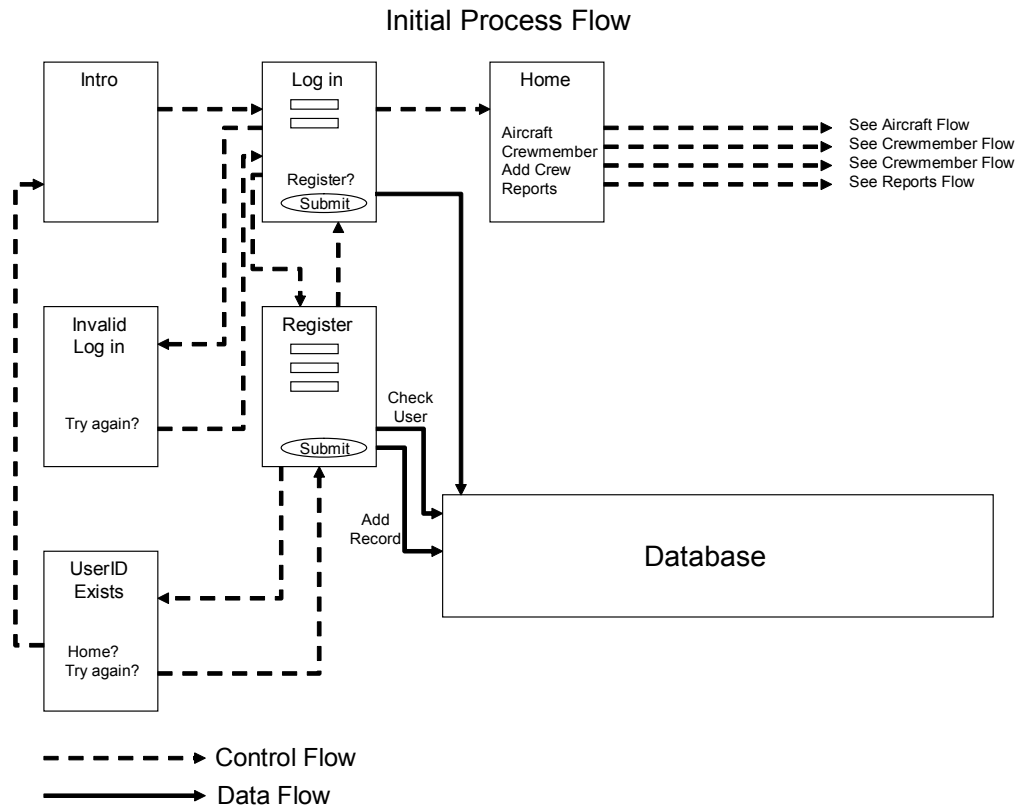 Initial Process Flow
Intro
Log in
Register?
Submit
Home
Aircraft
Crewmember
Add Crew
Reports
See Aircraft Flow
See Crewmember Flow
See Crewmember Flow
See Reports Flow
Invalid
Log in
Try again?
Register
Submit
Check
User
Add
Record
Database
UserID
Exists
Home?
Try again?
Control Flow
Data Flow